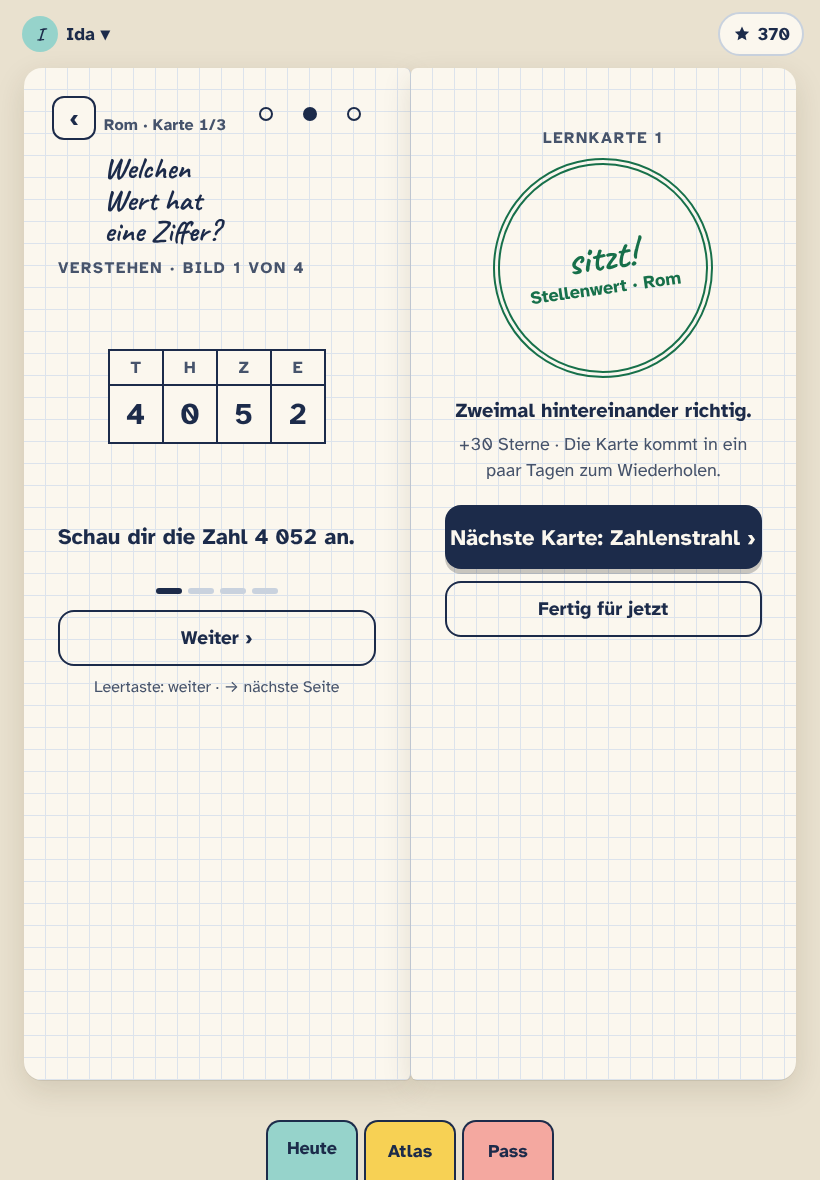 I Ida ▾
★ 370
‹ Rom · Karte 1/3
Welchen
Wert hat
eine Ziffer?
VERSTEHEN · BILD 1 VON 4
T H Z E
4 0 5 2
Schau dir die Zahl 4 052 an.
Weiter ›
Leertaste: weiter · → nächste Seite
LERNKARTE 1
sitzt!
Stellenwert · Rom
Zweimal hintereinander richtig.
+30 Sterne · Die Karte kommt in ein
paar Tagen zum Wiederholen.
Nächste Karte: Zahlenstrahl ›
Fertig für jetzt
Heute Atlas Pass